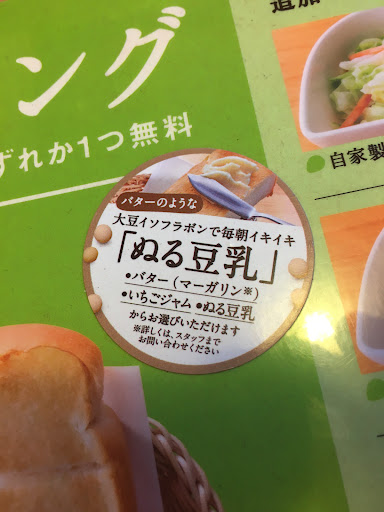 追加
ング
ずれか1つ無料
自家製
バターのような
大豆イソフラボンで毎朝イキイキ
「ぬる豆乳」
•バター(マーガリン※)
•いちごジャム •ぬる豆乳
からお選びいただけます
※詳しくは、スタッフまで
お問い合わせください